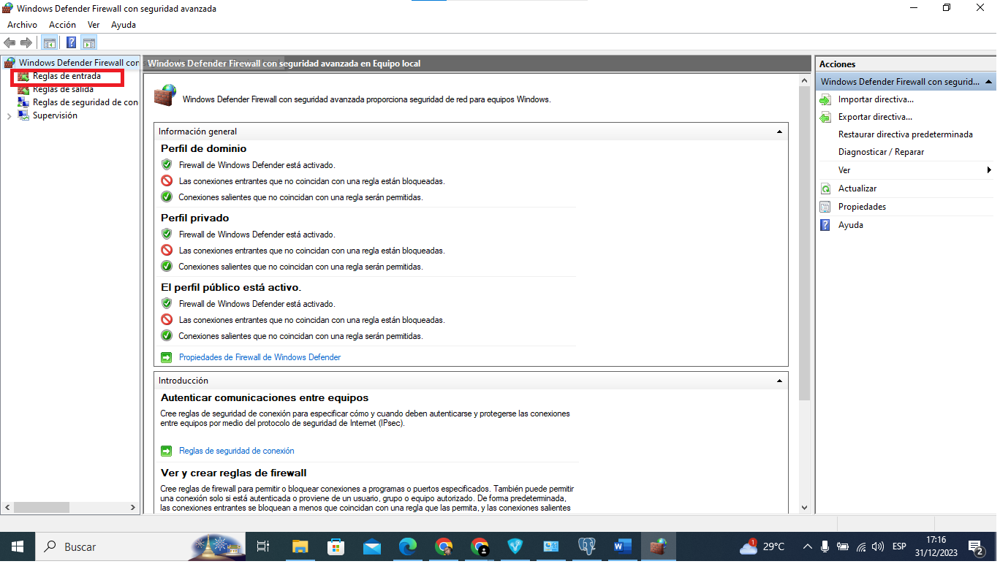 Windows Defender Firewall con seguridad avanzada
Archivo Acción Ver Ayuda
Windows Defender Firewall con
Reglas de entrada
Reglas de salida
Reglas de seguridad de con
Supervisión
Windows Defender Firewall con seguridad avanzada en Equipo local
Windows Defender Firewall con seguridad avanzada proporciona seguridad de red para equipos Windows.
Información general
Perfil de dominio
Firewall de Windows Defender está activado.
Las conexiones entrantes que no coincidan con una regla están bloqueadas.
Conexiones salientes que no coincidan con una regla serán permitidas.
Perfil privado
Firewall de Windows Defender está activado.
Las conexiones entrantes que no coincidan con una regla están bloqueadas.
Conexiones salientes que no coincidan con una regla serán permitidas.
El perfil público está activo.
Firewall de Windows Defender está activado.
Las conexiones entrantes que no coincidan con una regla están bloqueadas.
Conexiones salientes que no coincidan con una regla serán permitidas.
Propiedades de Firewall de Windows Defender
Introducción
Autenticar comunicaciones entre equipos
Cree reglas de seguridad de conexión para especificar cómo y cuando deben autenticarse y protegerse las conexiones
entre equipos por medio del protocolo de seguridad de Internet (IPsec).
Reglas de seguridad de conexión
Ver y crear reglas de firewall
Cree reglas de firewall para permitir o bloquear conexiones a programas o puertos especificados. También puede permitir
una conexión solo si está autenticada o proviene de un usuario, grupo o equipo autorizado. De forma predeterminada,
las conexiones entrantes se bloquean a menos que coincidan con una regla que las permita, y las conexiones salientes
Acciones
Windows Defender Firewall con segurid...
Importar directiva...
Exportar directiva...
Restaurar directiva predeterminada
Diagnosticar / Reparar
Ver
Actualizar
Propiedades
Ayuda
Buscar
1
29°C
ESP
17:16
31/12/2023
2